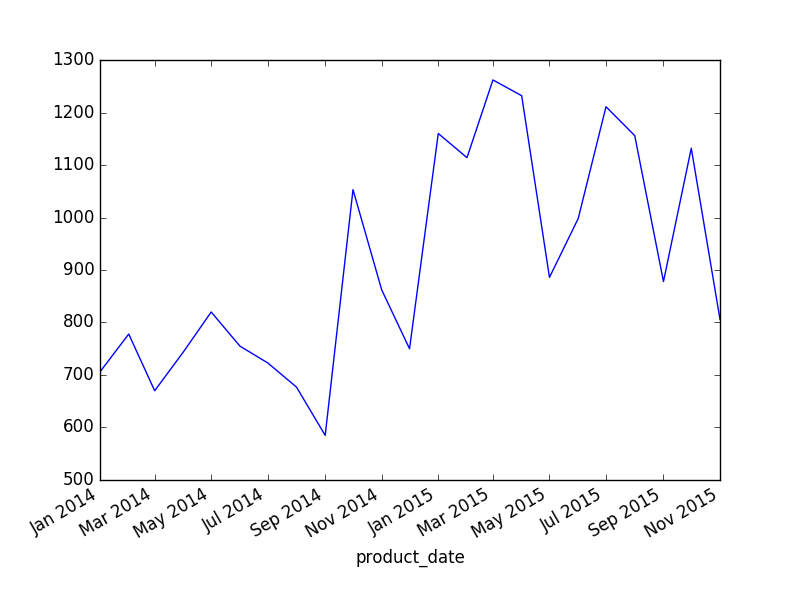 1300
1200
1100
1000
900
800
700
600
500
Jan 2014
Mar 2014
May 2014
Jul 2014
Sep 2014
Nov 2014
Jan 2015
Mar 2015
May 2015
Jul 2015
Sep 2015
Nov 2015
product_date